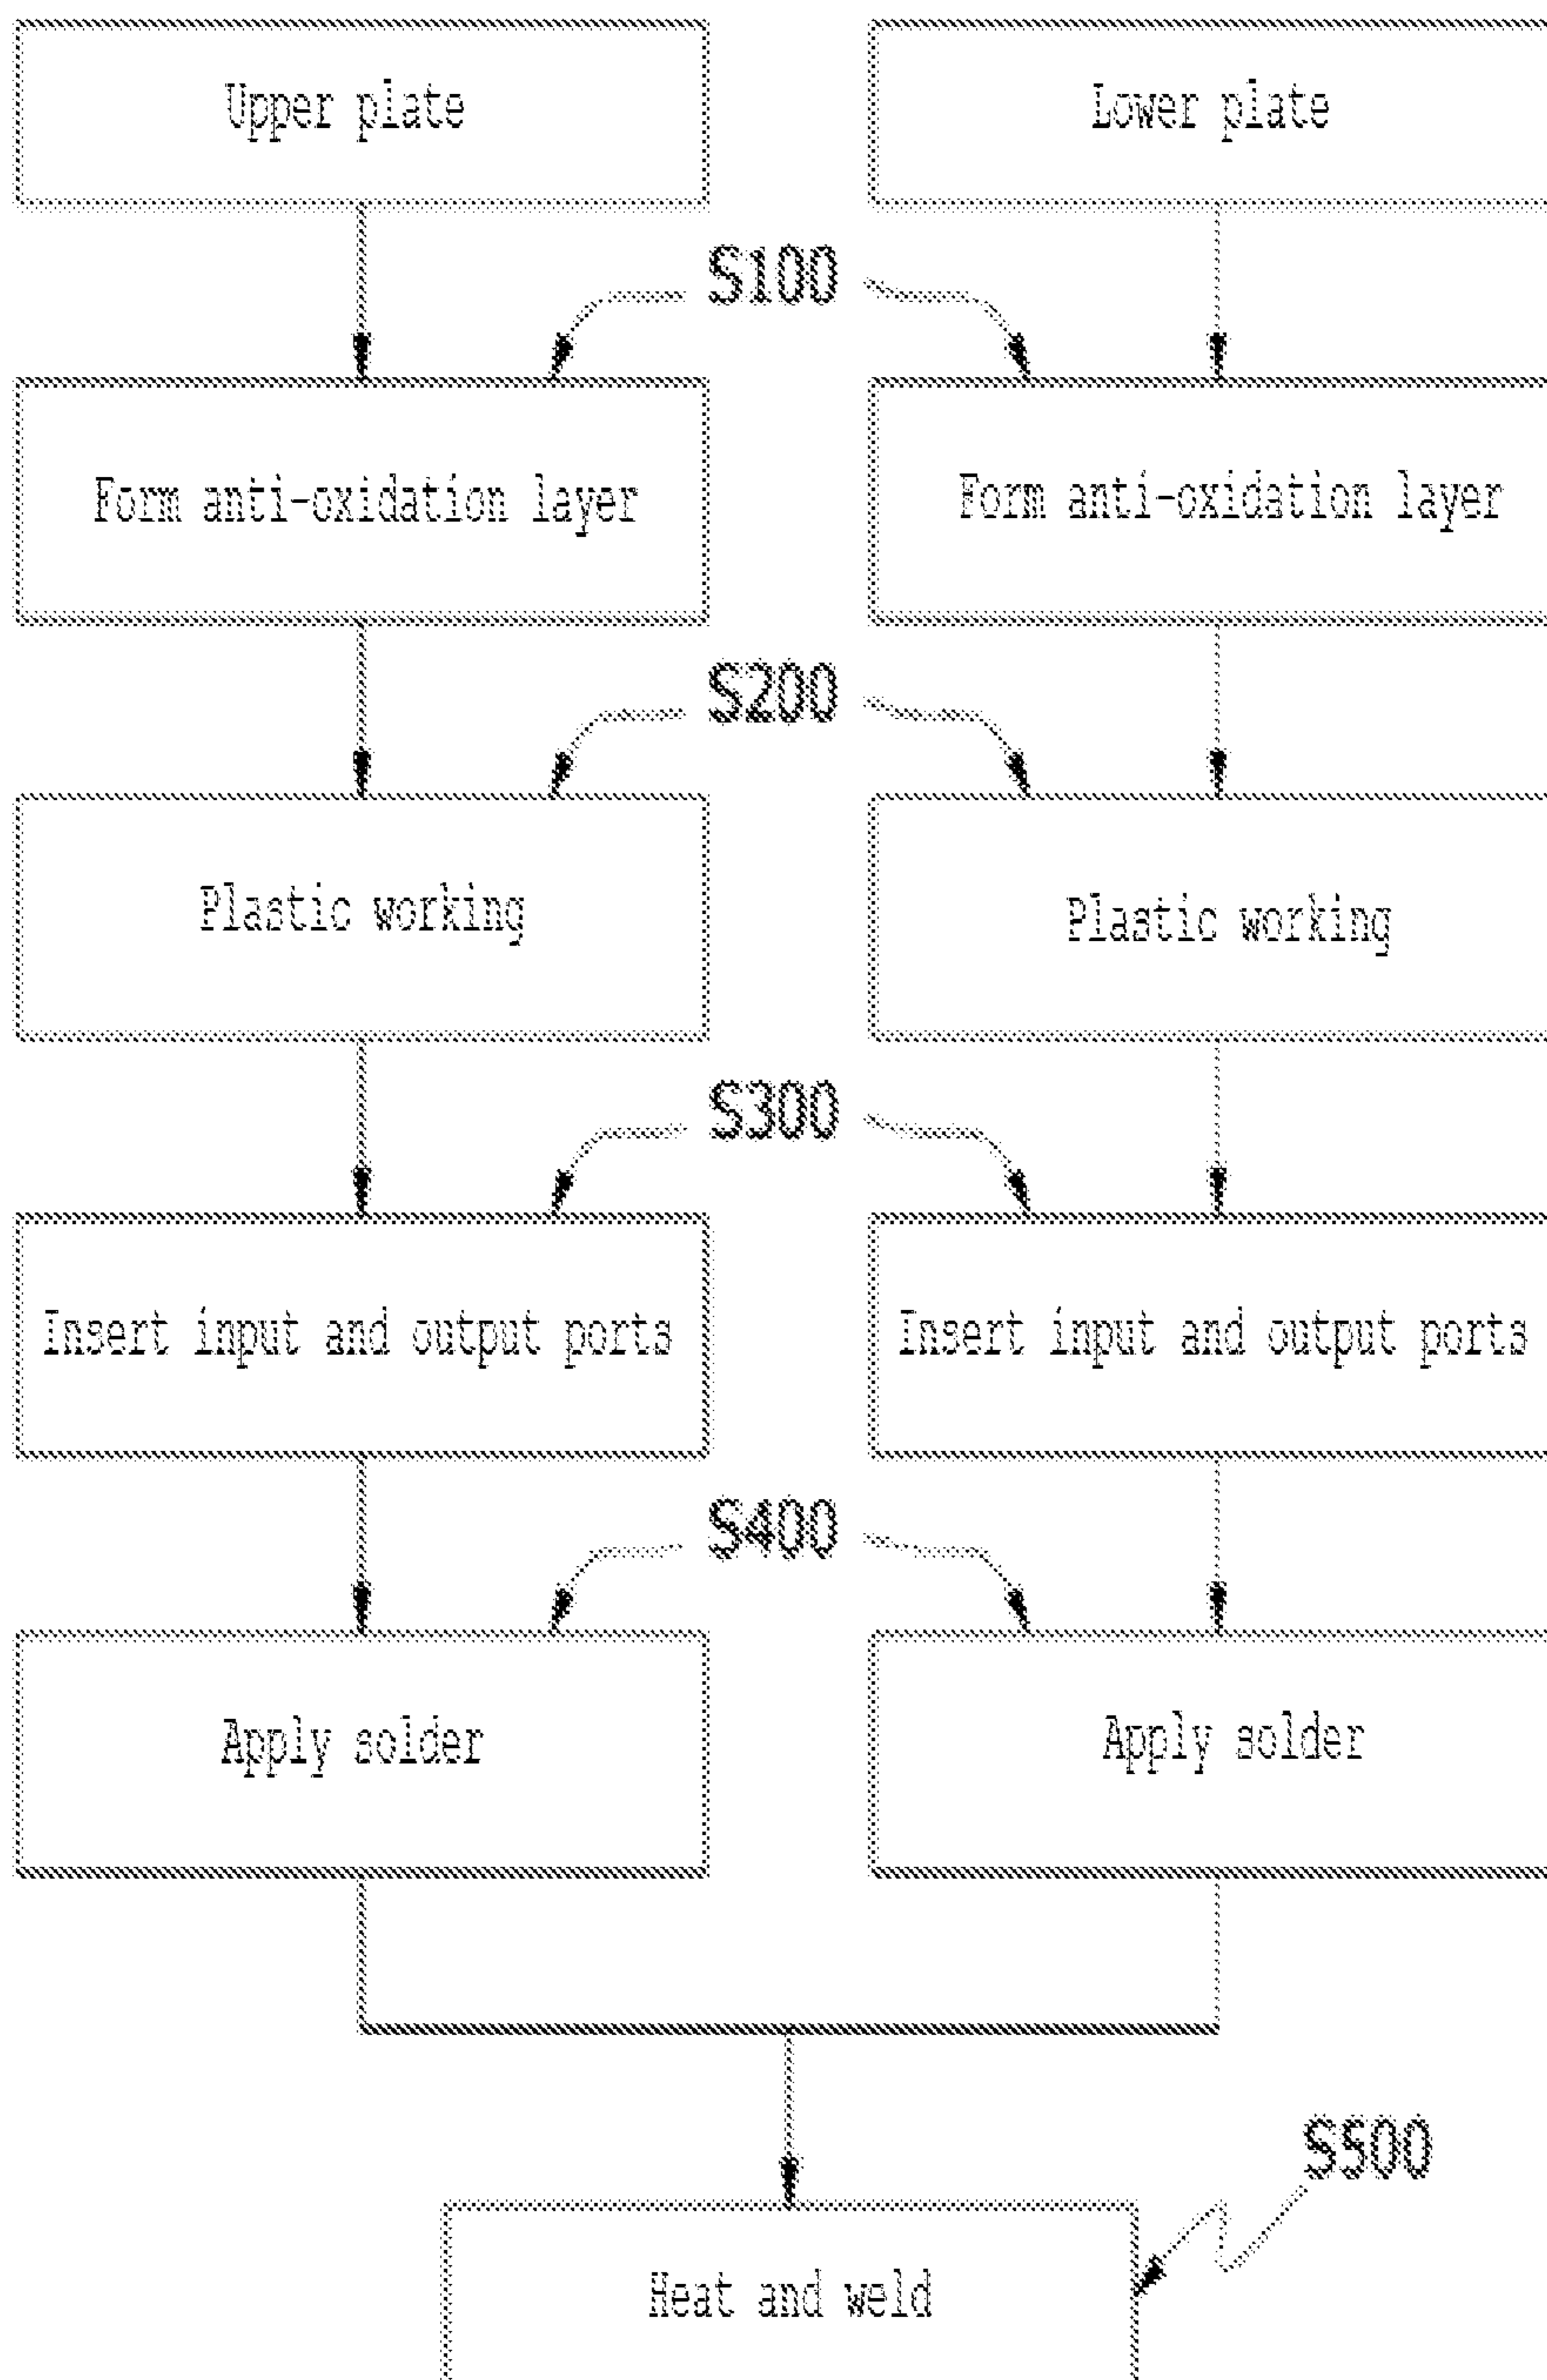 Upper plate
Lower plate
S100
Form anti-oxidation layer
Form anti-oxidation layer
S200
Plastic working
Plastic working
S300
Insert input and output ports
Insert input and output ports
S400
Apply solder
Apply solder
S500
Heat and weld